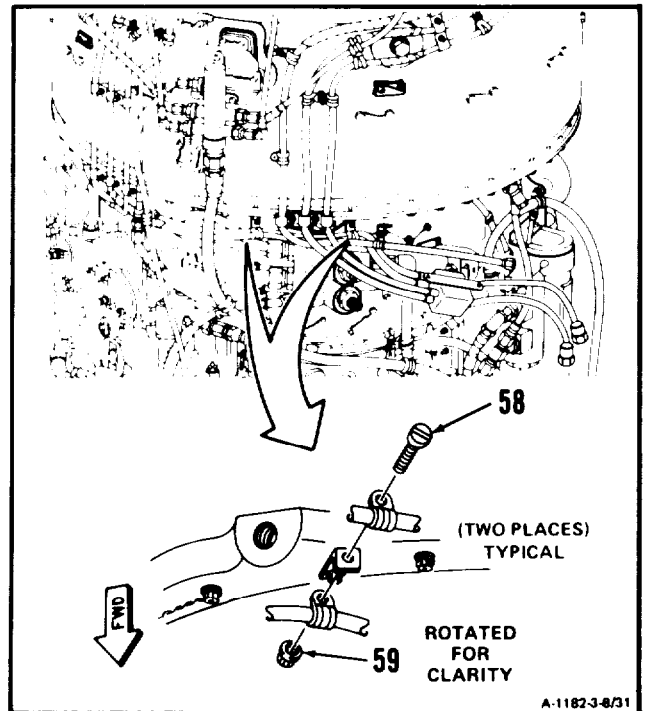 58
(TWO PLACES)
TYPICAL
FWD
59
ROTATED
FOR
CLARITY
A-1182-3-8/31